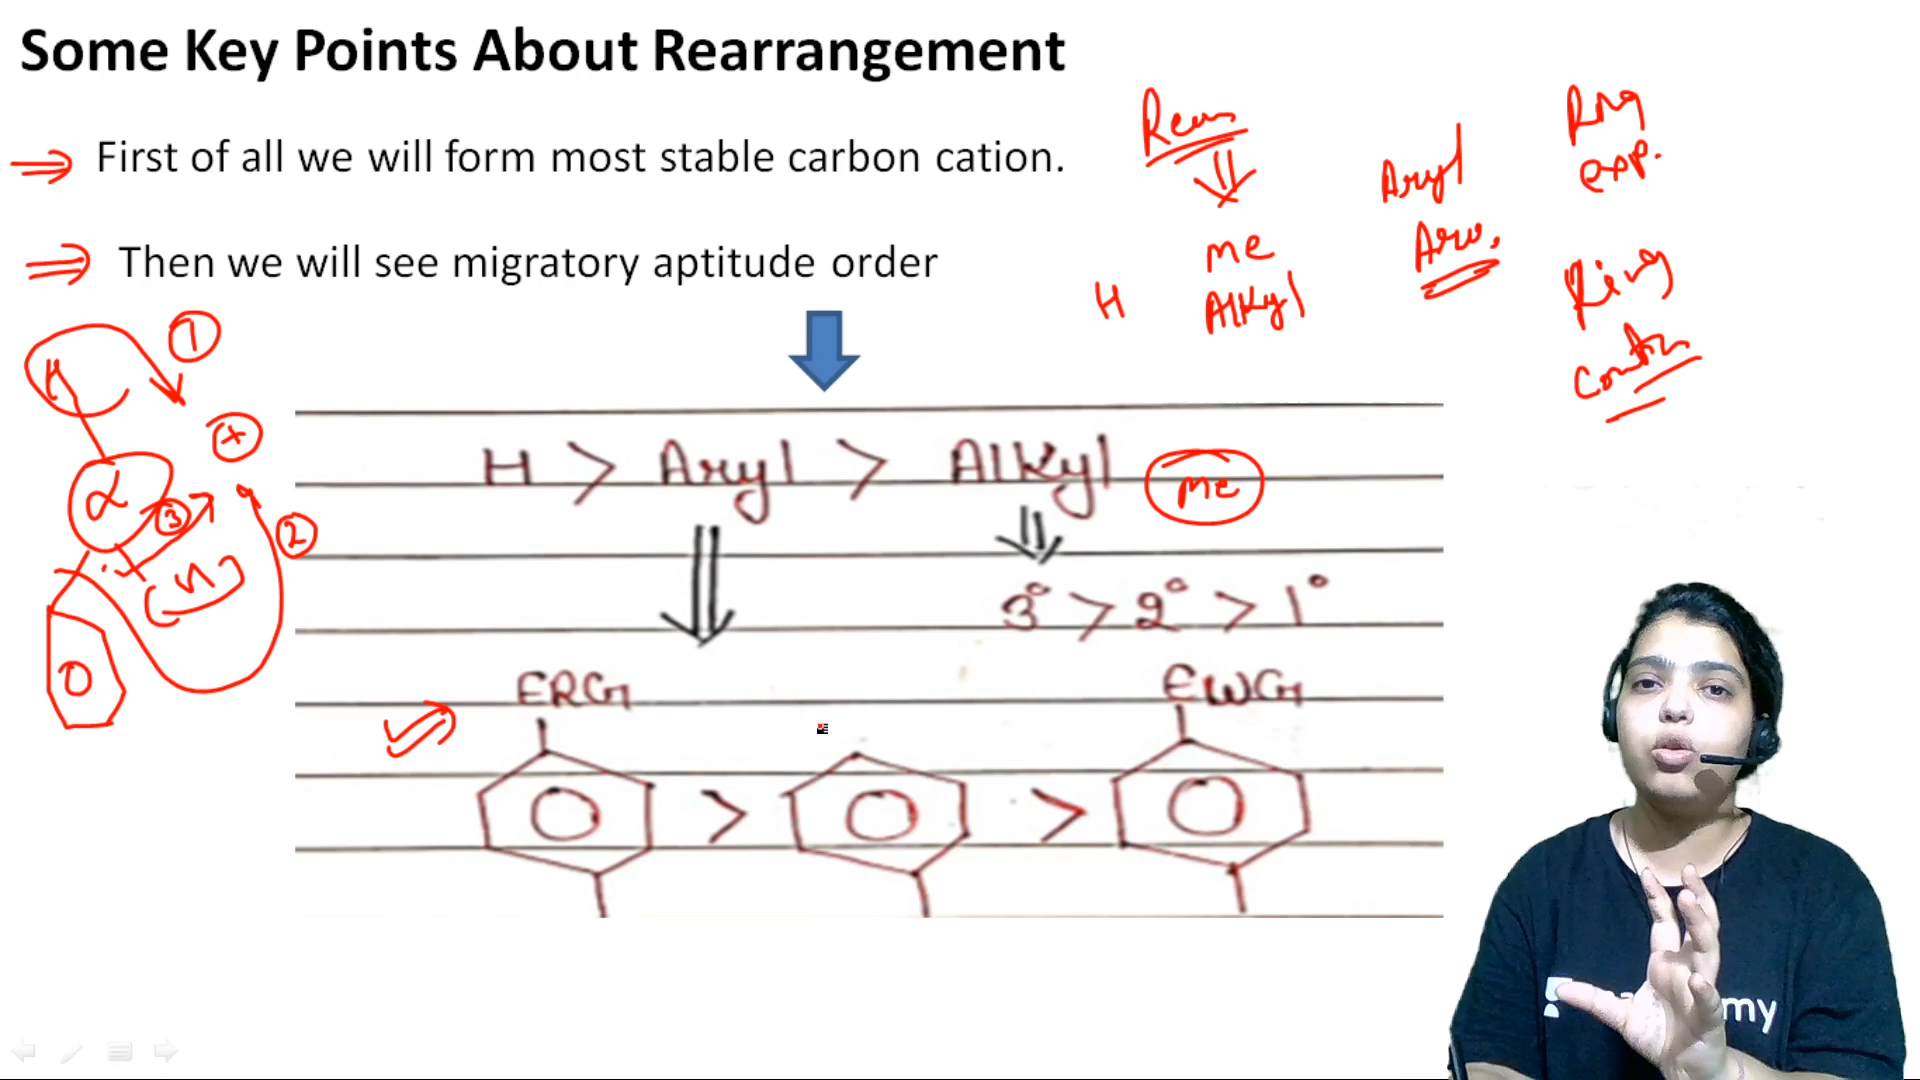 Some Key Points About Rearrangement
⇒ First of all we will form most stable carbon cation.
⇒ Then we will see migratory aptitude order
Me
H Alkyl
Aryl
Ring
exp.
Ring
H
1
+
α
3
2
H > Aryl > Alkyl Me
3° > 2° > 1°
ERG EWG
> >
my